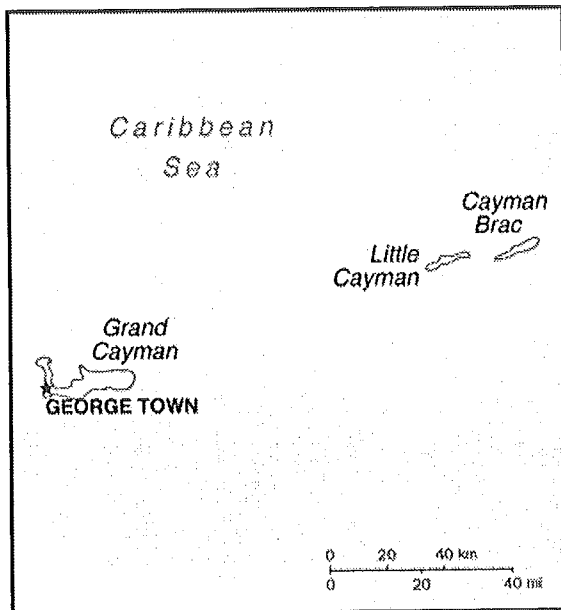 Caribbean
Sea
Cayman
Brac
Little
Cayman
Grand
Cayman
GEORGE TOWN
0 20 40 km
0 20 40 mi